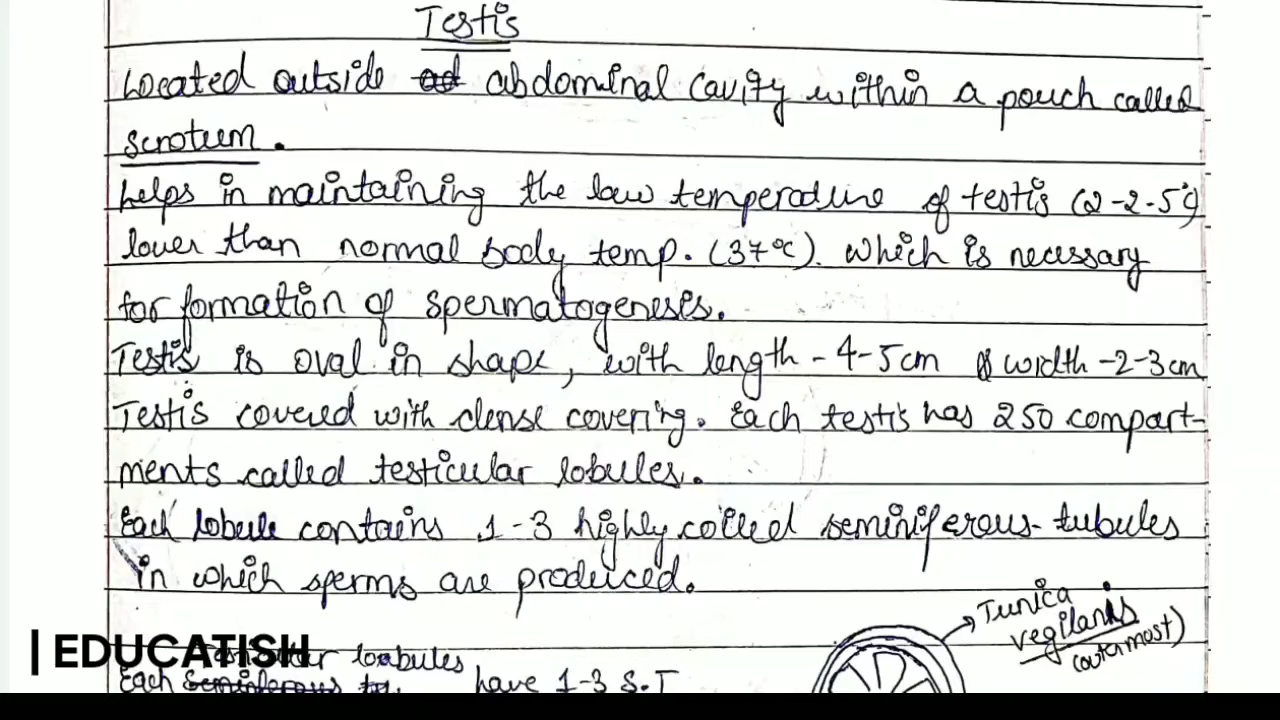 Testis
Located outside abdominal cavity within a pouch called
scrotum.
helps in maintaining the low temperature of testis (2-2.5°)
lower than normal body temp. (37°C). which is necessary
for formation of spermatogeneses.
Testis is oval in shape, with length - 4-5cm & width -2-3cm
Testis covered with dense covering. Each testis has 250 compart-
ments called testicular lobules.
Each lobule contains 1-3 highly coiled seminiferous-tubules
in which sperms are produced.
Tunica
vegilanis
(outermost)
| EDUCATISH
lobules
Each seminiferous have 1-3 S.T